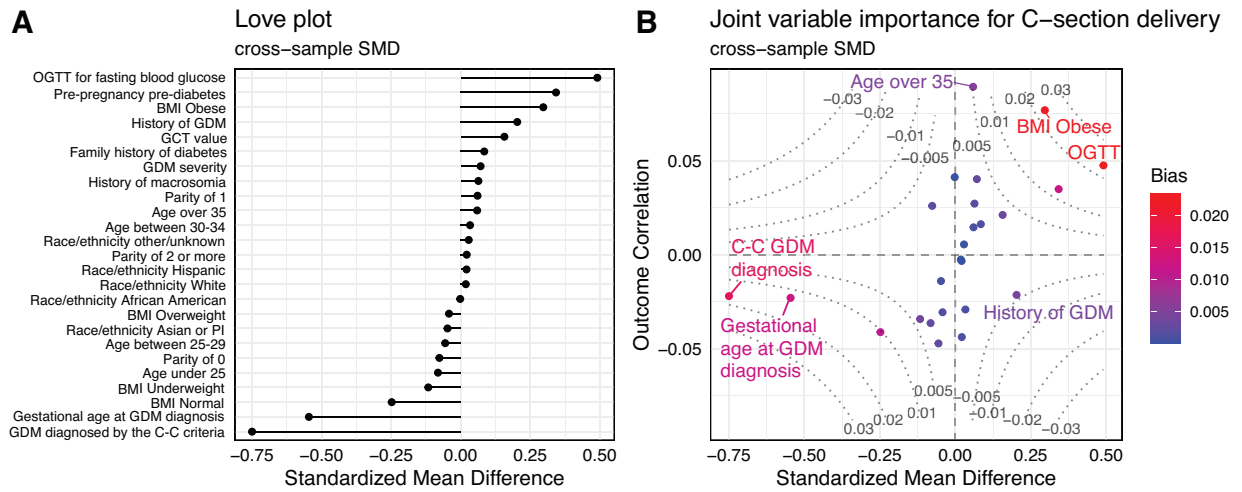 A
Love plot
cross−sample SMD
OGTT for fasting blood glucose
Pre-pregnancy pre-diabetes
BMI Obese
History of GDM
GCT value
Family history of diabetes
GDM severity
History of macrosomia
Parity of 1
Age over 35
Age between 30-34
Race/ethnicity other/unknown
Parity of 2 or more
Race/ethnicity Hispanic
Race/ethnicity White
Race/ethnicity African American
BMI Overweight
Race/ethnicity Asian or PI
Age between 25-29
Parity of 0
Age under 25
BMI Underweight
BMI Normal
Gestational age at GDM diagnosis
GDM diagnosed by the C-C criteria
−0.75 −0.50 −0.25 0.00 0.25 0.50
Standardized Mean Difference
B
Joint variable importance for C−section delivery
cross−sample SMD
Outcome Correlation
0.05
0.00
−0.05
Age over 35
−0.03
−0.02
−0.01
−0.005
0.005
0.01
0.02
0.03
BMI Obese
OGTT
C-C GDM
diagnosis
Gestational
age at GDM
diagnosis
History of GDM
0.03
0.02
0.01
0.005
−0.005
−0.01
−0.02
−0.03
−0.75 −0.50 −0.25 0.00 0.25 0.50
Standardized Mean Difference
Bias
0.020
0.015
0.010
0.005